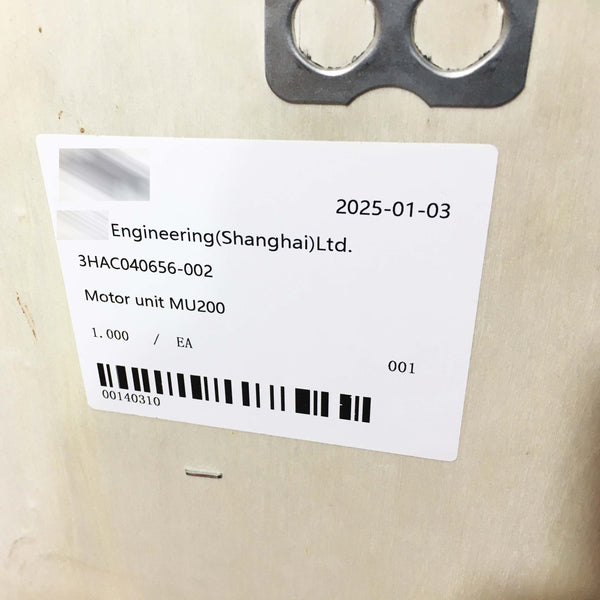 2025-01-03
Engineering(Shanghai)Ltd.
3HAC040656-002
Motor unit MU200
1.000 / EA
001
00140310